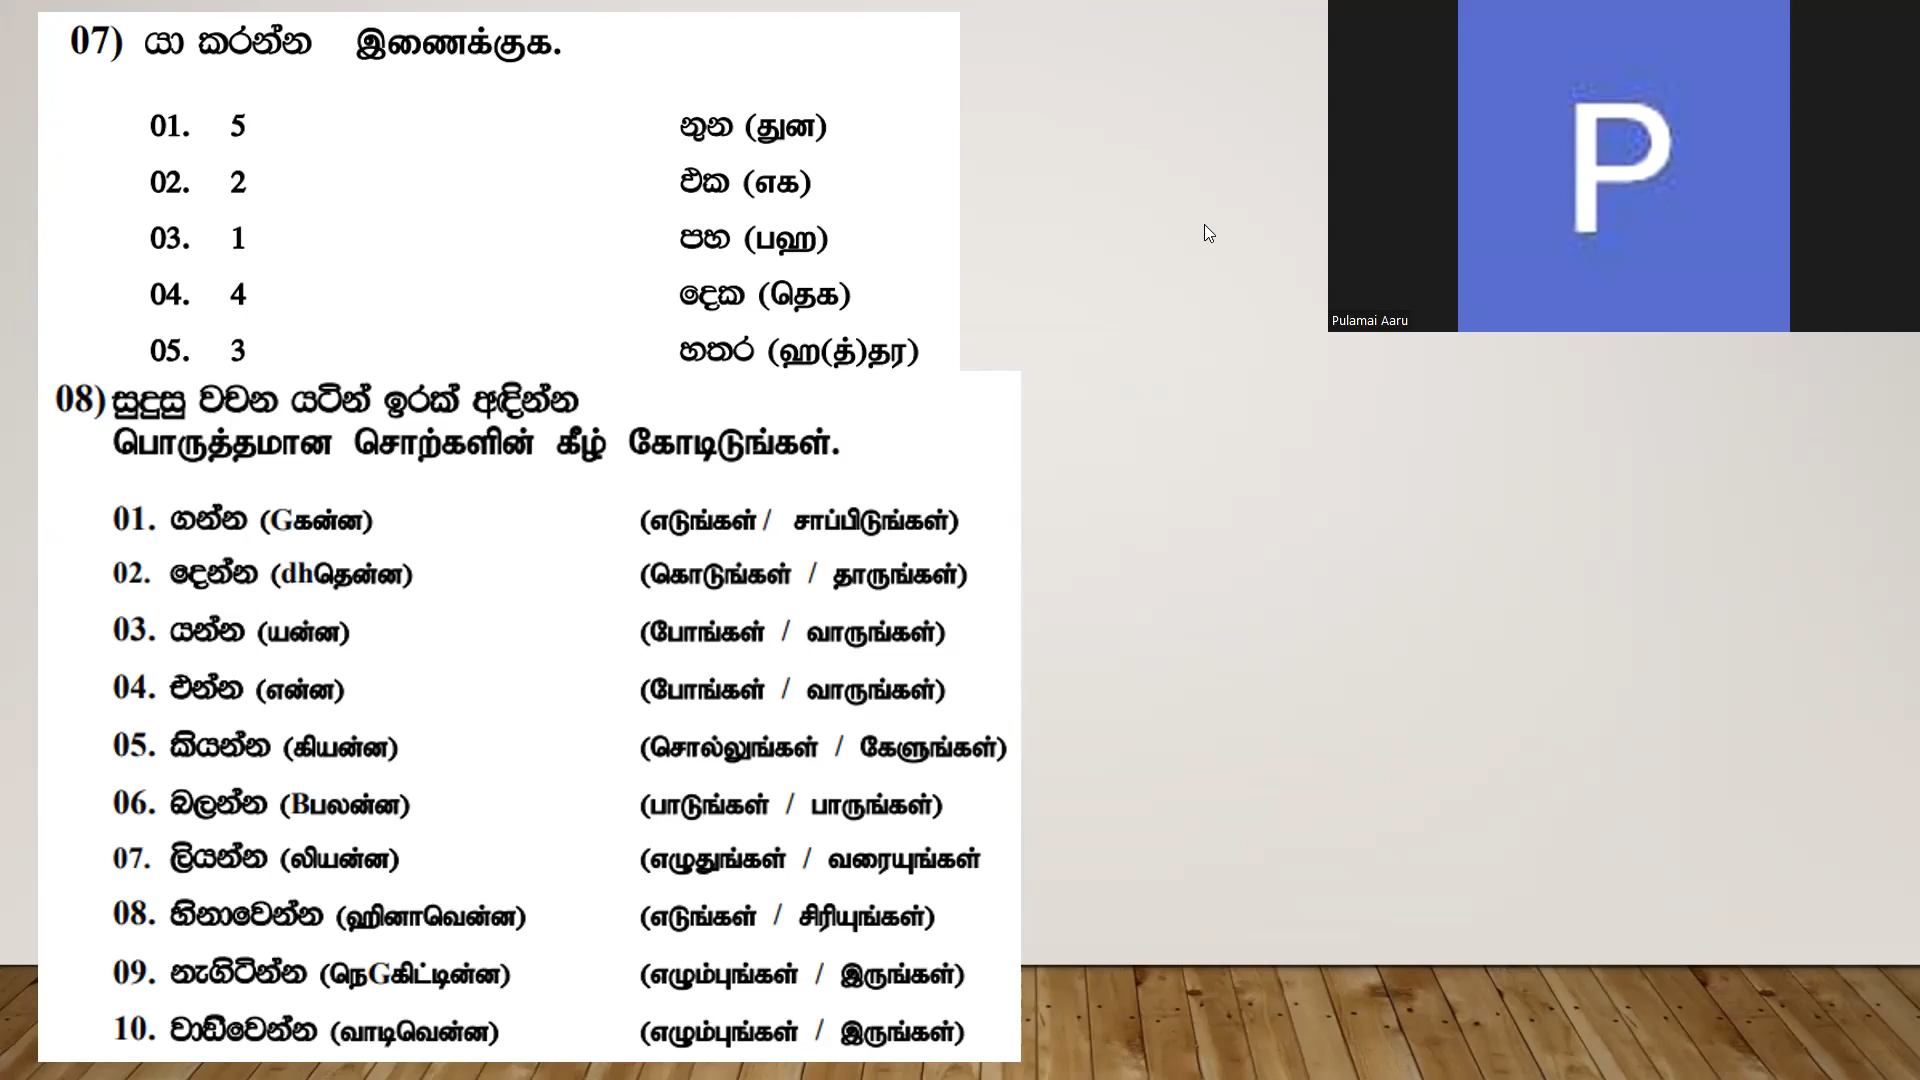 07) යා කරන්න இணைக்குக.
01. 5 තුන (துன)
02. 2 ඵක (எக)
03. 1 පහ (பஹ)
04. 4 දෙක (தெக)
05. 3 හතර (ஹ(த்)தர)
08) සුදුසු වචන යටින් ඉරක් අඳින්න
பொருத்தமான சொற்களின் கீழ் கோடிடுங்கள்.
01. ගන්න (Gகன்ன) (எடுங்கள் / சாப்பிடுங்கள்)
02. දෙන්න (dhதென்ன) (கொடுங்கள் / தாருங்கள்)
03. යන්න (யன்ன) (போங்கள் / வாருங்கள்)
04. එන්න (என்ன) (போங்கள் / வாருங்கள்)
05. කියන්න (கியன்ன) (சொல்லுங்கள் / கேளுங்கள்)
06. බලන්න (Bபலன்ன) (பாடுங்கள் / பாருங்கள்)
07. ලියන්න (லியன்ன) (எழுதுங்கள் / வரையுங்கள்
08. හිනාවෙන්න (ஹினாவென்ன) (எடுங்கள் / சிரியுங்கள்)
09. නැගිටින්න (நெGகிட்டின்ன) (எழும்புங்கள் / இருங்கள்)
10. වාඩිවෙන්න (வாடிவென்ன) (எழும்புங்கள் / இருங்கள்)
P
Pulamai Aaru